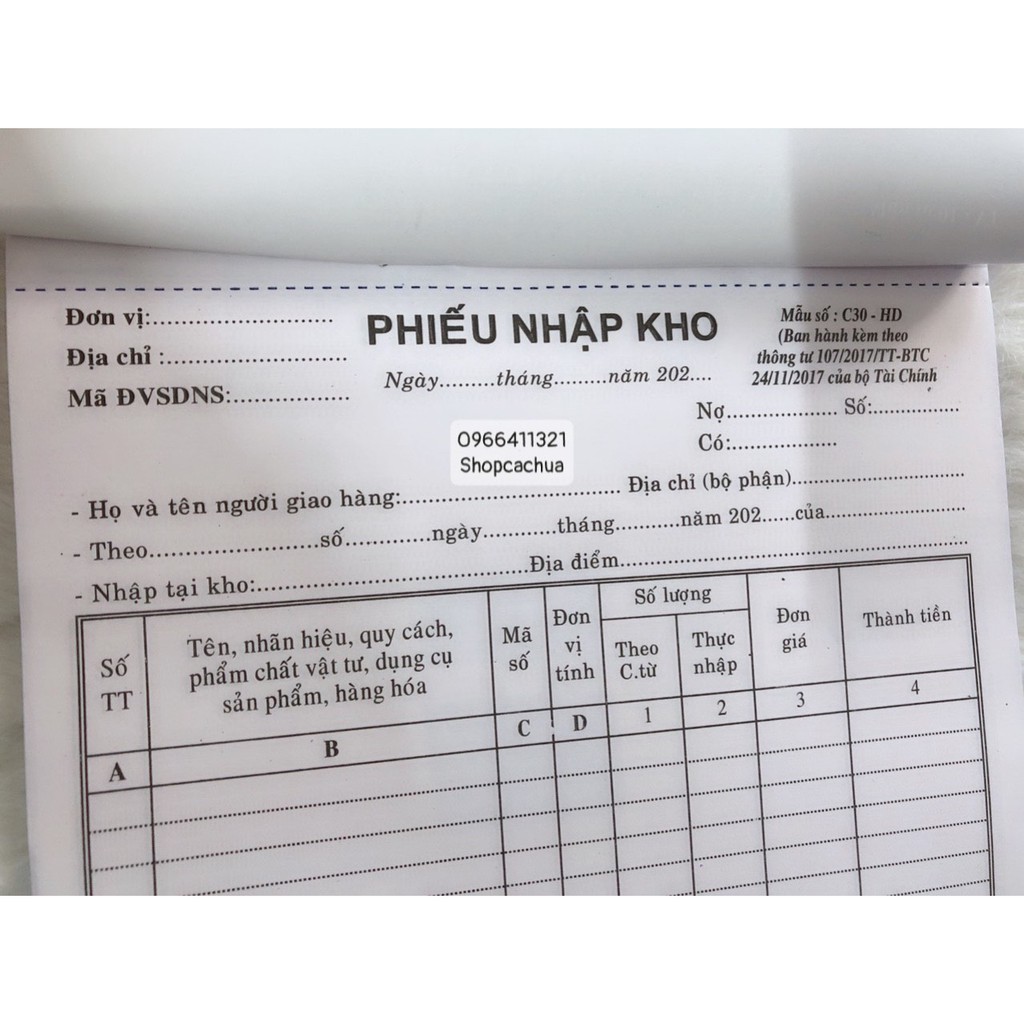 Đơn vị:............................
Địa chỉ :............................
Mã ĐVSDNS:..................
PHIẾU NHẬP KHO
Ngày.........tháng.........năm 202....
Mẫu số : C30 - HD
(Ban hành kèm theo
thông tư 107/2017/TT-BTC
24/11/2017 của bộ Tài Chính
Nợ.................... Số:................
Có:...................
0966411321
Shopcachua
- Họ và tên người giao hàng:.................................. Địa chỉ (bộ phận)............................
- Theo..........................số.............ngày............tháng...........năm 202......của.......................
- Nhập tại kho:..........................................Địa điểm........................................................
Số TT
Tên, nhãn hiệu, quy cách,
phẩm chất vật tư, dụng cụ
sản phẩm, hàng hóa
Mã số
Đơn vị tính
Số lượng
Theo C.từ
Thực nhập
Đơn giá
Thành tiền
A B C D 1 2 3 4